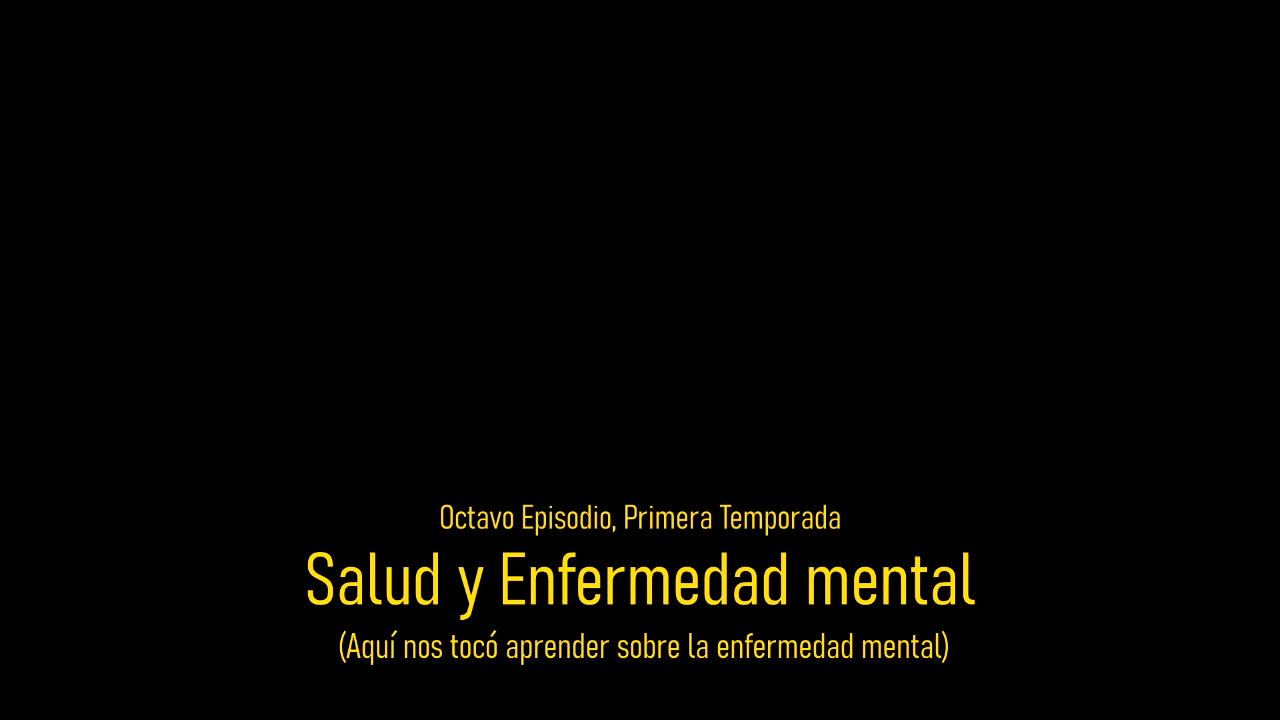 Octavo Episodio, Primera Temporada
Salud y Enfermedad mental
(Aquí nos tocó aprender sobre la enfermedad mental)